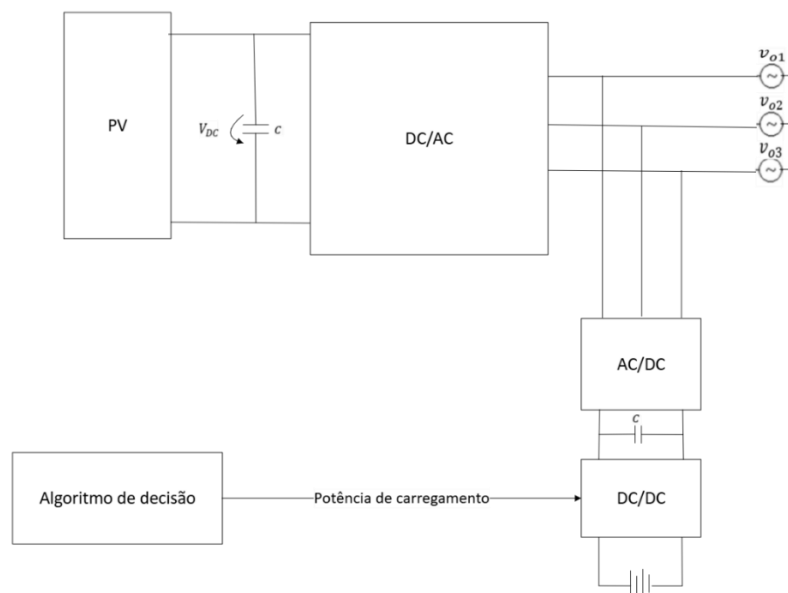 PV
V_DC
C
DC/AC
v_o1
~
v_o2
~
v_o3
~
AC/DC
C
Algoritmo de decisão
Potência de carregamento
DC/DC